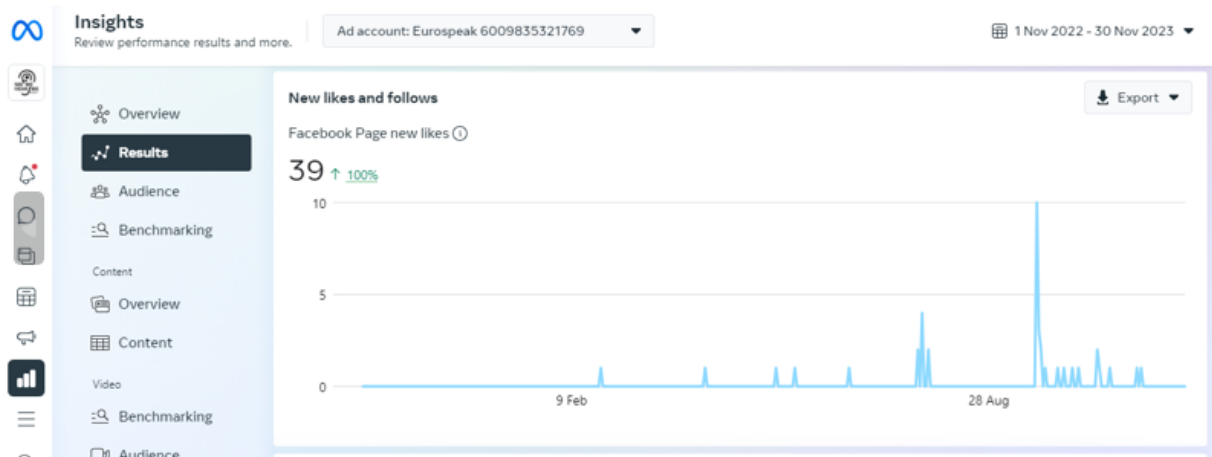 Insights
Review performance results and more.
Ad account: Eurospeak 6009835321769
1 Nov 2022 - 30 Nov 2023
Overview
Results
Audience
Benchmarking
Content
Overview
Content
Video
Benchmarking
Audience
New likes and follows
Export
Facebook Page new likes
39 ↑ 100%
10
5
0
9 Feb
28 Aug